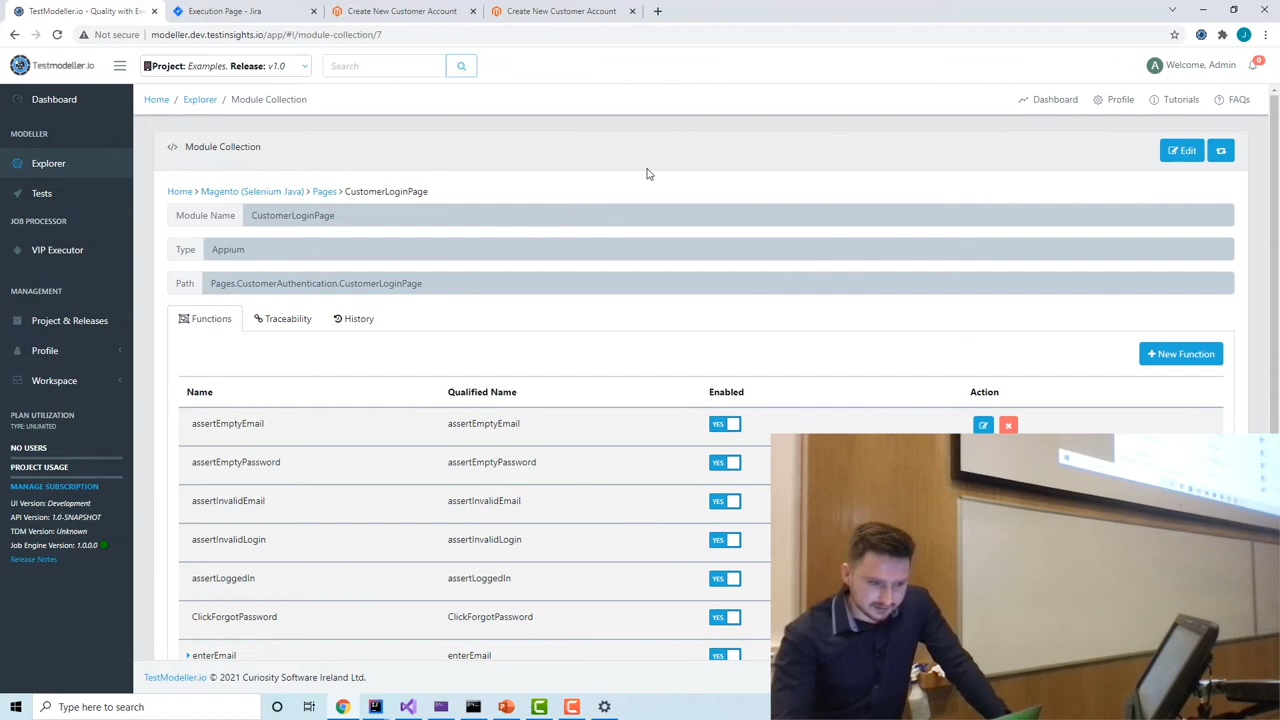 TestModeller.io - Quality with Eve
Execution Page - Jira
Create New Customer Account
Create New Customer Account
Not secure
modeller.dev.testinsights.io/app/#!/module-collection/7
J
Testmodeller.io
Project: Examples. Release: v1.0
Search
A
Welcome, Admin
0
Dashboard
Home / Explorer / Module Collection
Dashboard
Profile
Tutorials
FAQs
MODELLER
Module Collection
Edit
Explorer
Tests
Home > Magento (Selenium Java) > Pages > CustomerLoginPage
Module Name
CustomerLoginPage
JOB PROCESSOR
Type
Appium
VIP Executor
Path
Pages.CustomerAuthentication.CustomerLoginPage
MANAGEMENT
Project & Releases
Functions
Traceability
History
Profile
New Function
Workspace
Name
Qualified Name
Enabled
Action
PLAN UTILIZATION
TYPE: UNLIMITED
assertEmptyEmail
assertEmptyEmail
YES
NO USERS
assertEmptyPassword
assertEmptyPassword
YES
PROJECT USAGE
MANAGE SUBSCRIPTION
assertInvalidEmail
assertInvalidEmail
YES
UI Version: Development
API Version: 1.0-SNAPSHOT
TDM Version: Unknown
assertInvalidLogin
assertInvalidLogin
YES
Job Engine Version: 1.0.0.0
Release Notes
assertLoggedIn
assertLoggedIn
YES
ClickForgotPassword
ClickForgotPassword
YES
enterEmail
enterEmail
YES
TestModeller.io © 2021 Curiosity Software Ireland Ltd.
Type here to search